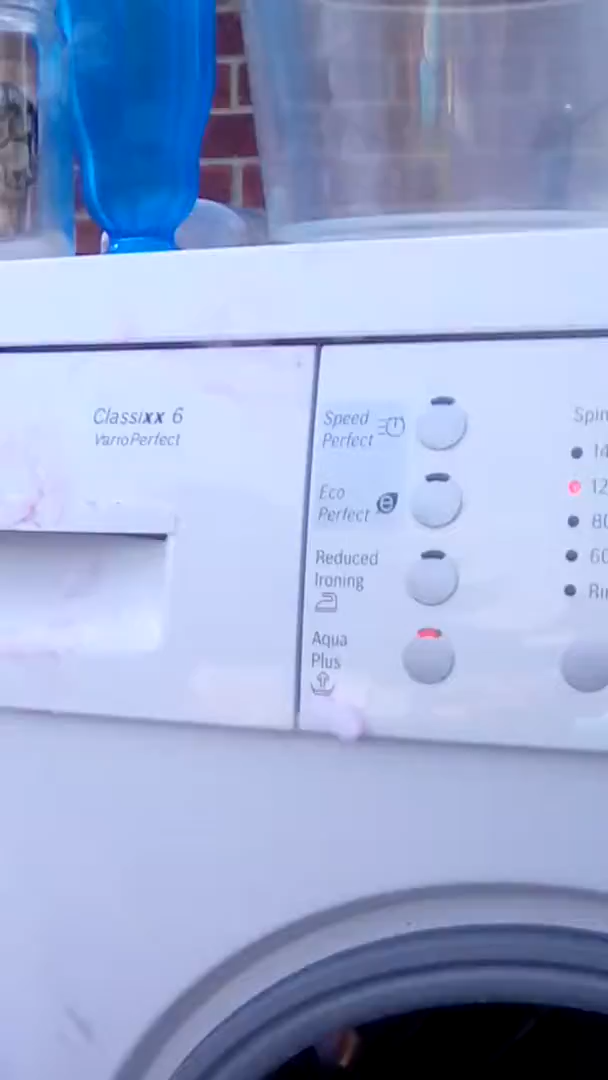 Classixx 6
VarioPerfect
Speed
Perfect
Eco
Perfect
Reduced
Ironing
Aqua
Plus